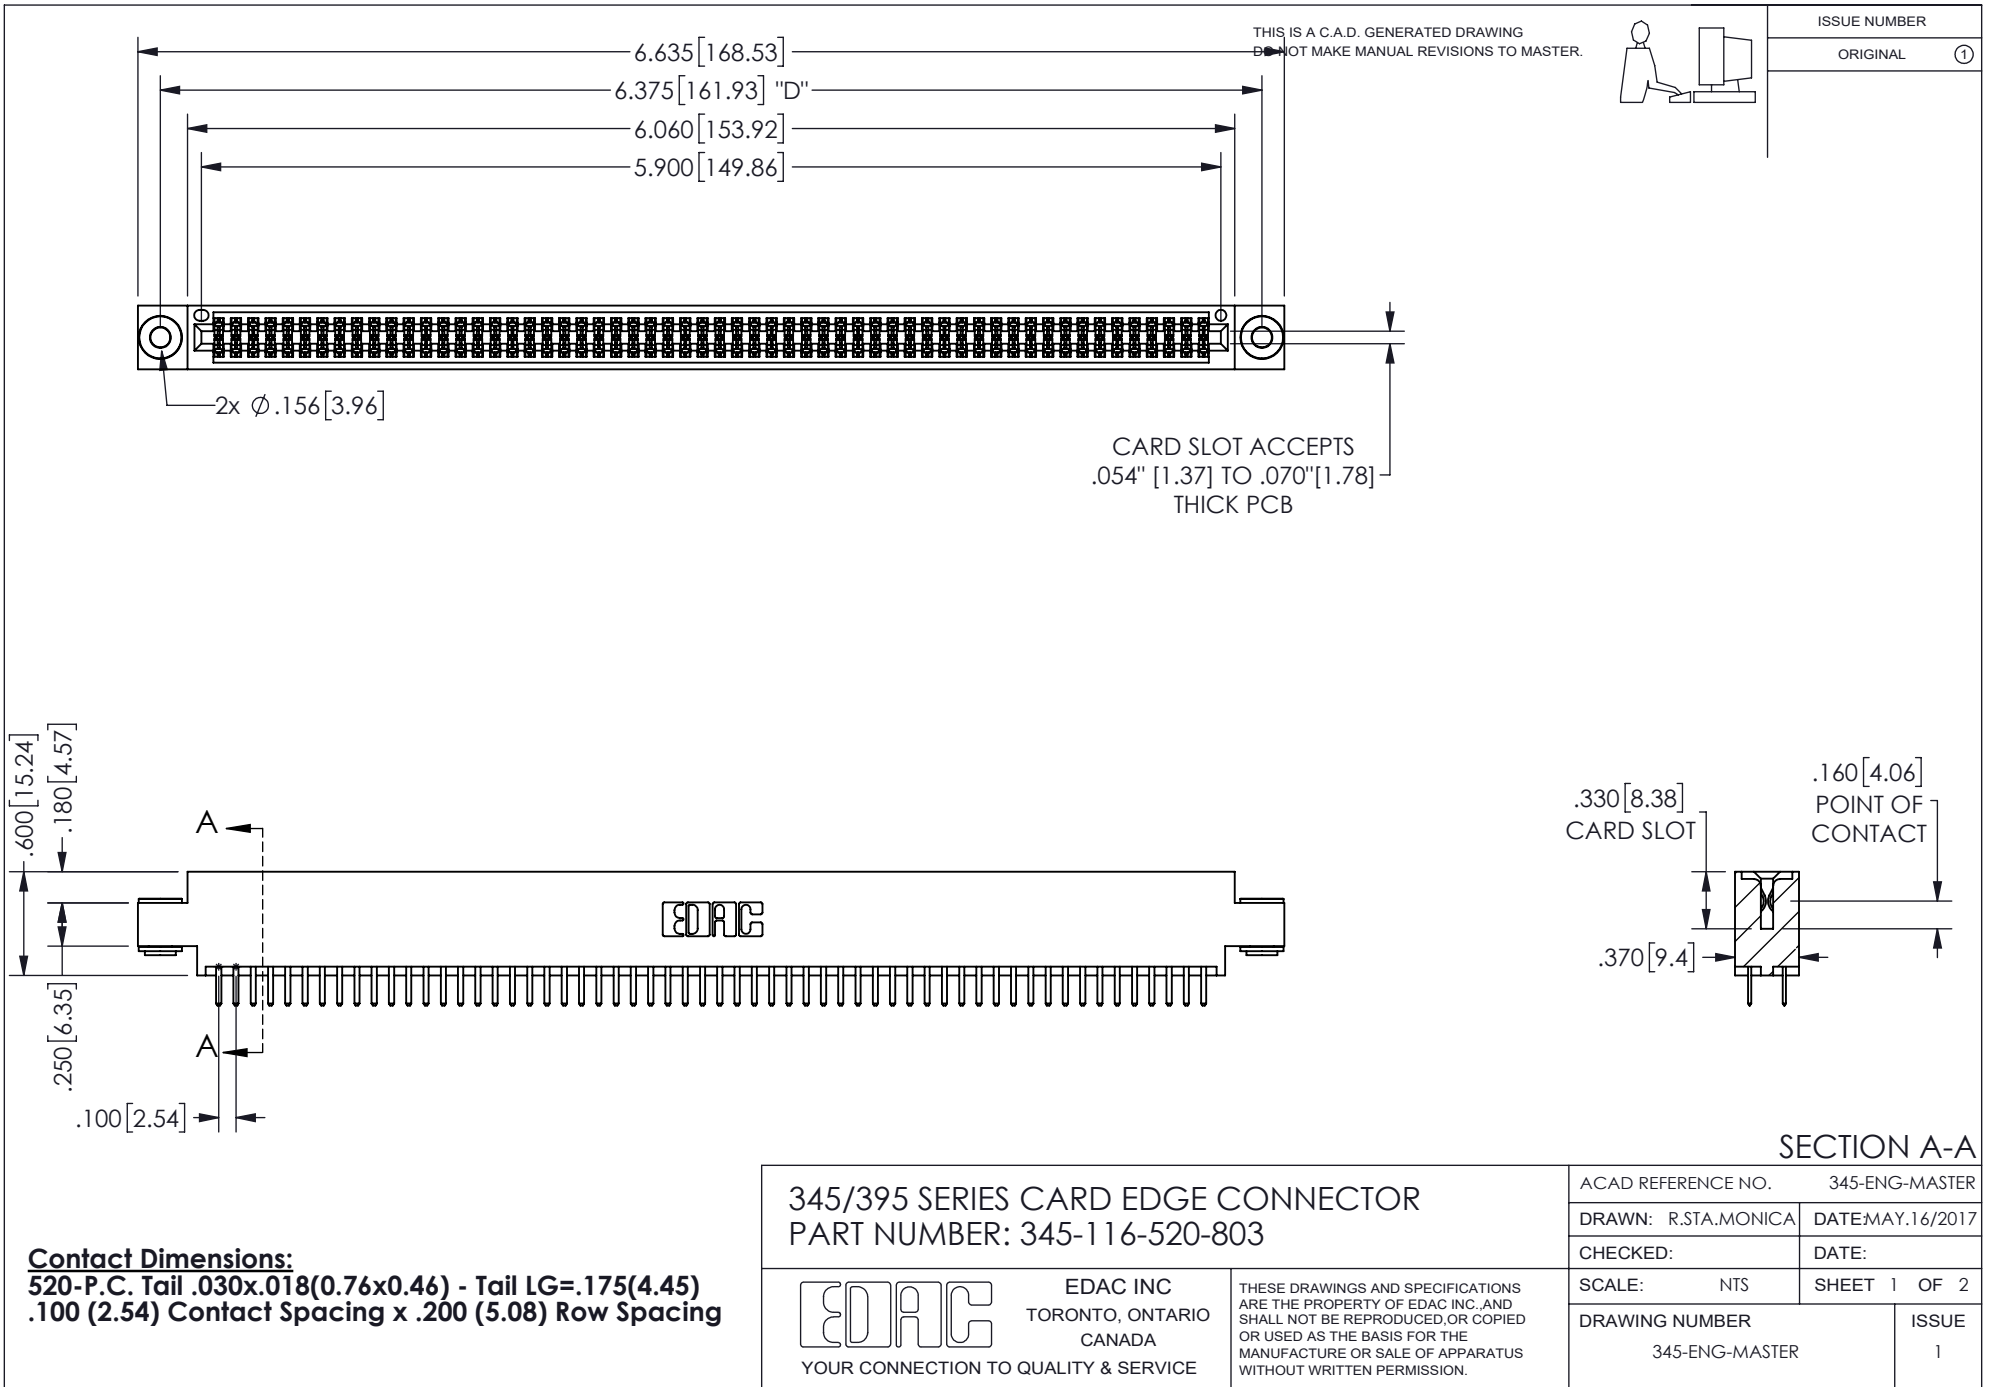 THIS IS A C.A.D. GENERATED DRAWING
DO NOT MAKE MANUAL REVISIONS TO MASTER.
ISSUE NUMBER
ORIGINAL 1
6.635[168.53]
6.375[161.93] "D"
6.060[153.92]
5.900[149.86]
2x Ø.156[3.96]
CARD SLOT ACCEPTS
.054" [1.37] TO .070"[1.78]
THICK PCB
.600[15.24]
.180[4.57]
.250[6.35]
A
A
.100[2.54]
EDAC
.330[8.38]
CARD SLOT
.160[4.06]
POINT OF
CONTACT
.370[9.4]
SECTION A-A
Contact Dimensions:
520-P.C. Tail .030x.018(0.76x0.46) - Tail LG=.175(4.45)
.100 (2.54) Contact Spacing x .200 (5.08) Row Spacing
345/395 SERIES CARD EDGE CONNECTOR
PART NUMBER: 345-116-520-803
EDAC
EDAC INC
TORONTO, ONTARIO
CANADA
YOUR CONNECTION TO QUALITY & SERVICE
THESE DRAWINGS AND SPECIFICATIONS
ARE THE PROPERTY OF EDAC INC.,AND
SHALL NOT BE REPRODUCED,OR COPIED
OR USED AS THE BASIS FOR THE
MANUFACTURE OR SALE OF APPARATUS
WITHOUT WRITTEN PERMISSION.
ACAD REFERENCE NO. 345-ENG-MASTER
DRAWN: R.STA.MONICA DATE:MAY.16/2017
CHECKED: DATE:
SCALE: NTS SHEET 1 OF 2
DRAWING NUMBER ISSUE
345-ENG-MASTER 1